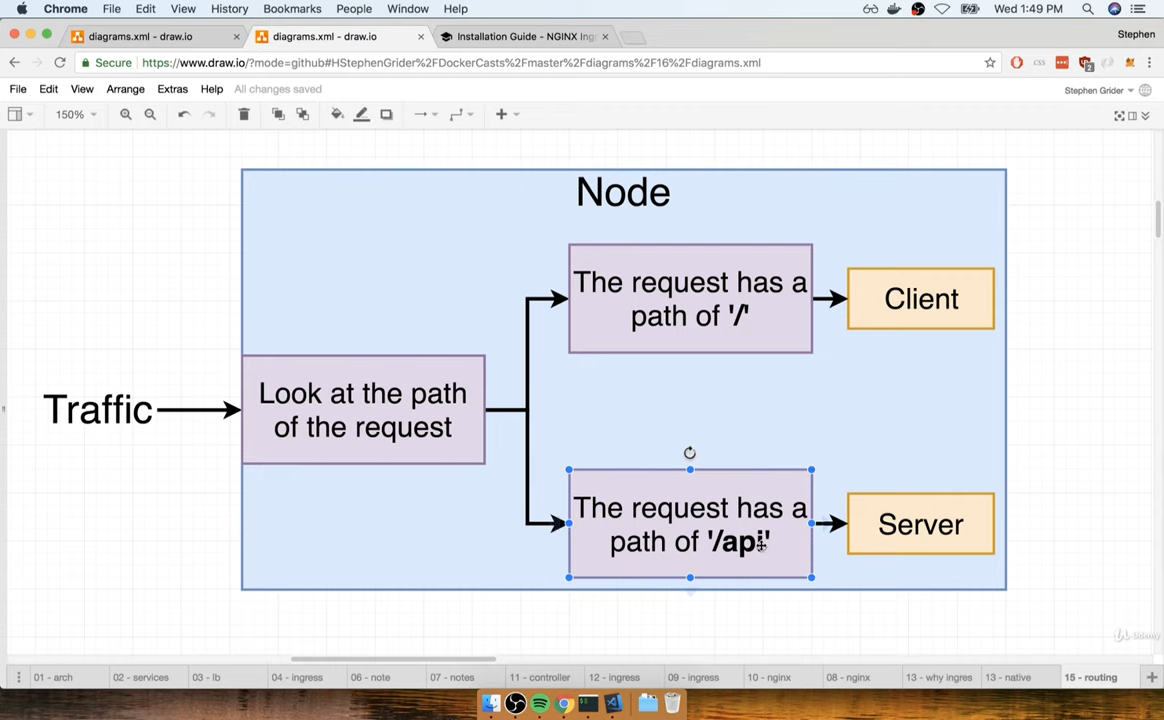 Chrome File Edit View History Bookmarks People Window Help Wed 1:49 PM
diagrams.xml - draw.io diagrams.xml - draw.io Installation Guide - NGINX Ing Stephen
Secure https://www.draw.io/?mode=github#HStephenGrider%2FDockerCasts%2Fmaster%2Fdiagrams%2F16%2Fdiagrams.xml css 2
File Edit View Arrange Extras Help All changes saved Stephen Grider
150%
Node
The request has a
path of '/'
Client
Look at the path
of the request
Traffic
The request has a
path of '/api'
Server
Udemy
01 - arch 02 - services 03 - lb 04 - ingress 06 - note 07 - notes 11 - controller 12 - ingress 09 - ingress 10 - nginx 08 - nginx 13 - why ingres 13 - native 15 - routing